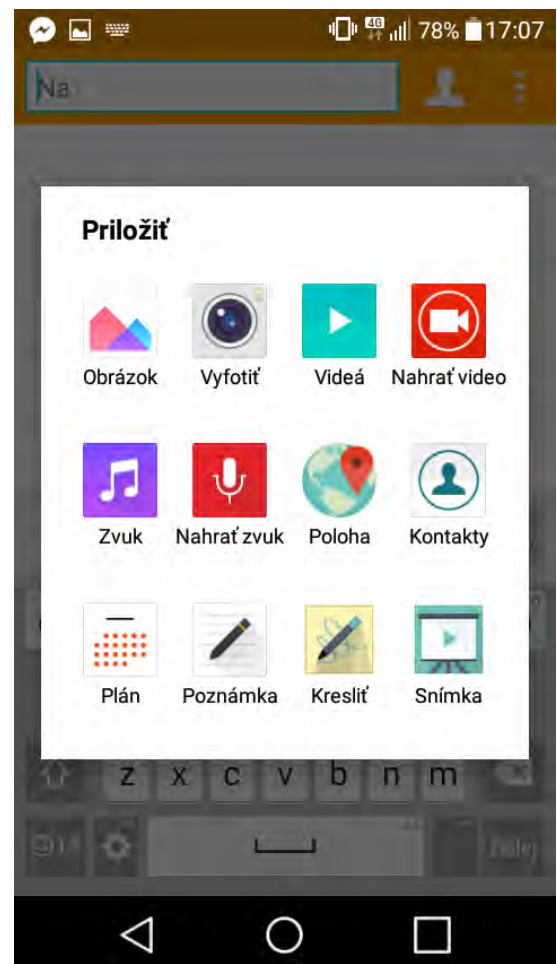 4G 78% 17:07
Na
Priložiť
Obrázok Vyfotiť Videá Nahrať video
Zvuk Nahrať zvuk Poloha Kontakty
Plán Poznámka Kresliť Snímka
z x c v b n m